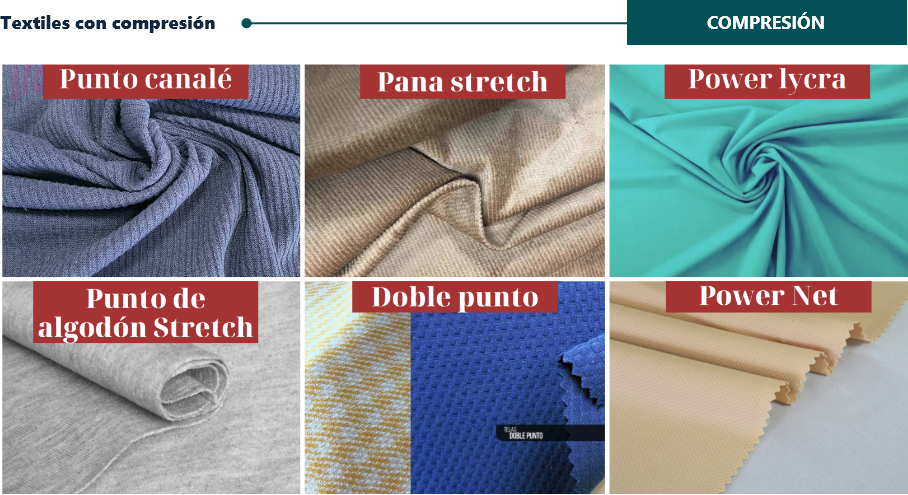 Textiles con compresión
COMPRESIÓN
Punto canalé
Pana stretch
Power lycra
Punto de
algodón Stretch
Doble punto
Power Net
TELAS
DOBLE PUNTO